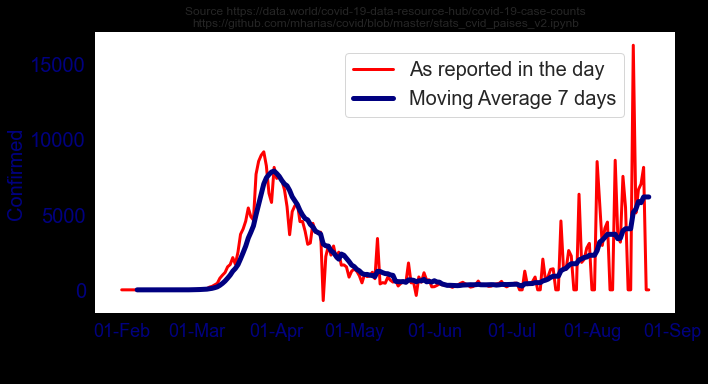 Source https://data.world/covid-19-data-resource-hub/covid-19-case-counts
https://github.com/mharias/covid/blob/master/stats_cvid_paises_v2.ipynb
As reported in the day
Moving Average 7 days
Confirmed
15000
10000
5000
0
01-Feb 01-Mar 01-Apr 01-May 01-Jun 01-Jul 01-Aug 01-Sep